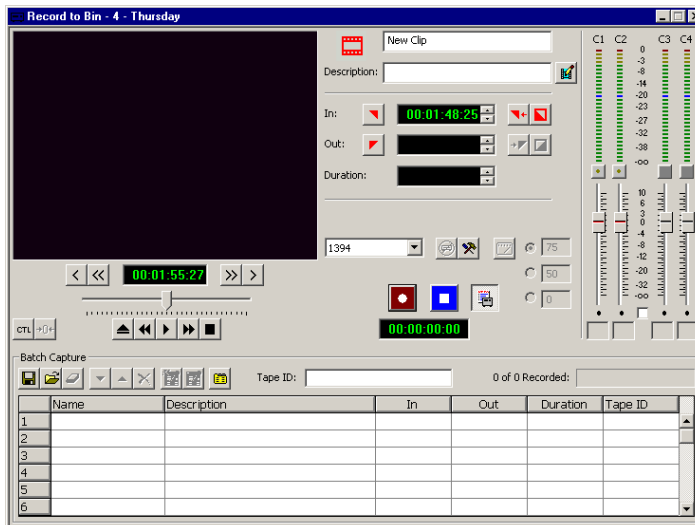 Record to Bin - 4 - Thursday
New Clip
Description:
In: 00:01:48:25
Out:
Duration:
1394
75
50
0
00:01:55:27
CTL →0←
00:00:00:00
C1 C2 C3 C4
0
-3
-8
-14
-20
-23
-27
-32
-38
-oo
10
6
3
0
-4
-8
-12
-20
-32
-oo
Batch Capture
Tape ID: 0 of 0 Recorded:
Name Description In Out Duration Tape ID
1
2
3
4
5
6